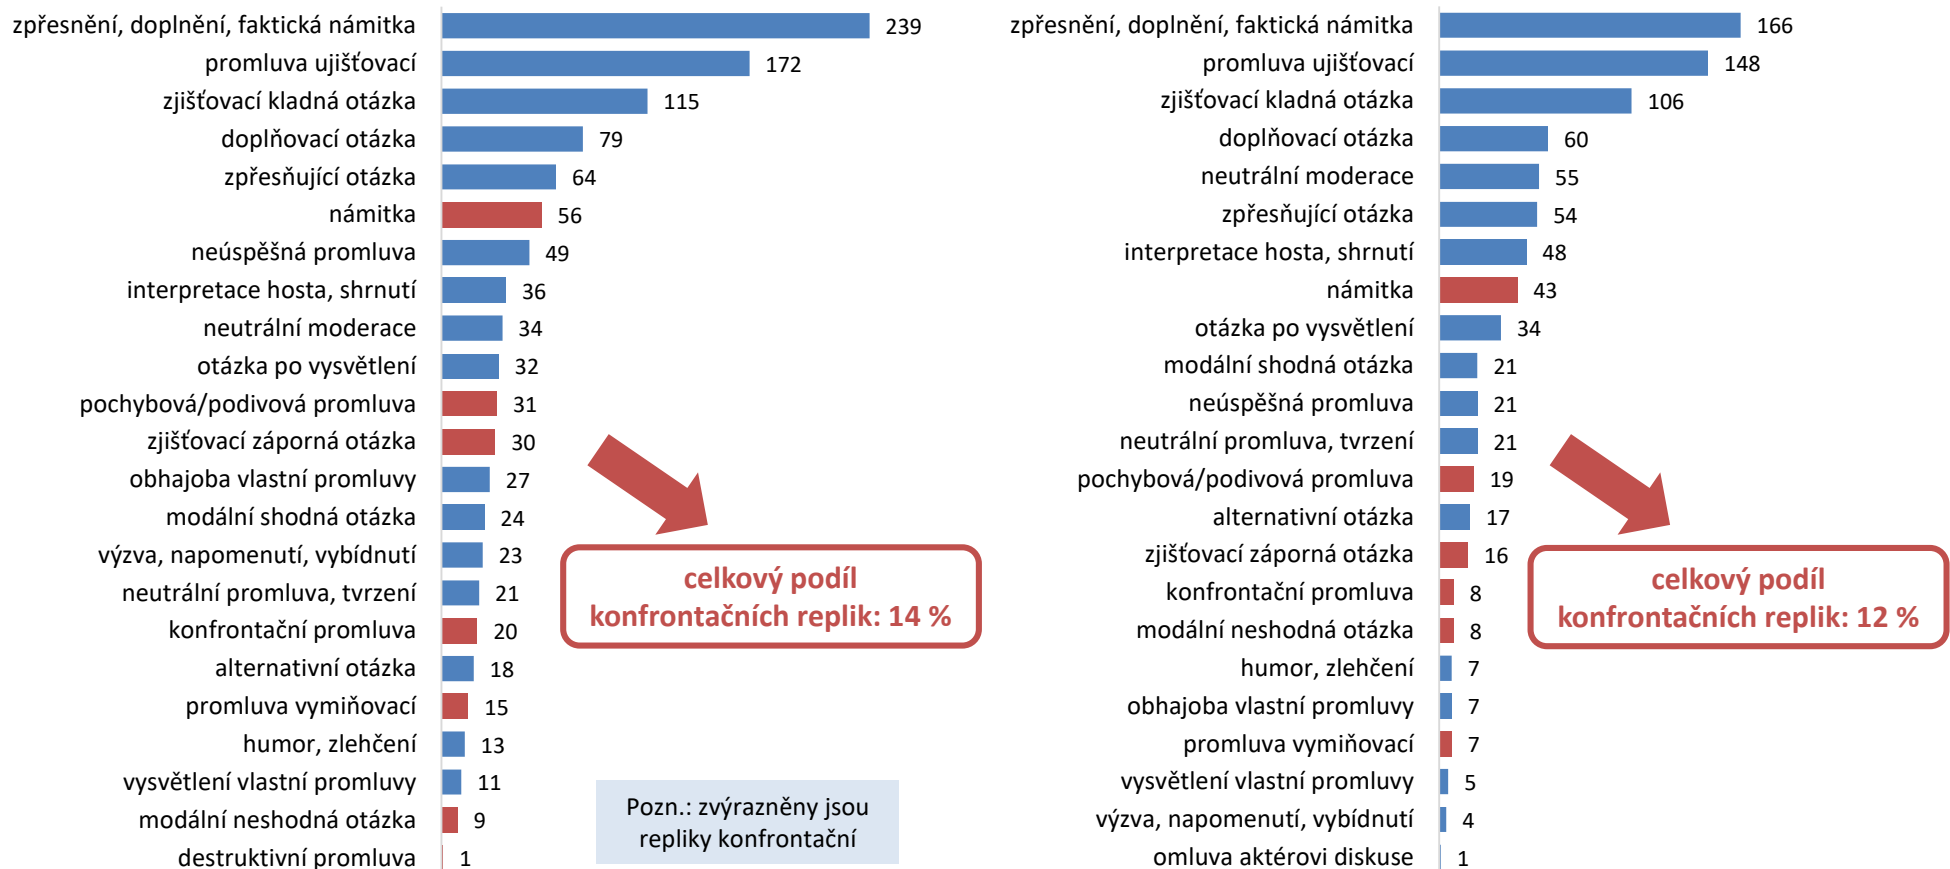 zpřesnění, doplnění, faktická námitka 239
promluva ujišťovací 172
zjišťovací kladná otázka 115
doplňovací otázka 79
zpřesňující otázka 64
námitka 56
neúspěšná promluva 49
interpretace hosta, shrnutí 36
neutrální moderace 34
otázka po vysvětlení 32
pochybová/podivová promluva 31
zjišťovací záporná otázka 30
obhajoba vlastní promluvy 27
modální shodná otázka 24
výzva, napomenutí, vybídnutí 23
neutrální promluva, tvrzení 21
konfrontační promluva 20
alternativní otázka 18
promluva vymiňovací 15
humor, zlehčení 13
vysvětlení vlastní promluvy 11
modální neshodná otázka 9
destruktivní promluva 1
celkový podíl
konfrontačních replik: 14 %
Pozn.: zvýrazněny jsou
repliky konfrontační
zpřesnění, doplnění, faktická námitka 166
promluva ujišťovací 148
zjišťovací kladná otázka 106
doplňovací otázka 60
neutrální moderace 55
zpřesňující otázka 54
interpretace hosta, shrnutí 48
námitka 43
otázka po vysvětlení 34
modální shodná otázka 21
neúspěšná promluva 21
neutrální promluva, tvrzení 21
pochybová/podivová promluva 19
alternativní otázka 17
zjišťovací záporná otázka 16
konfrontační promluva 8
modální neshodná otázka 8
humor, zlehčení 7
obhajoba vlastní promluvy 7
promluva vymiňovací 7
vysvětlení vlastní promluvy 5
výzva, napomenutí, vybídnutí 4
omluva aktérovi diskuse 1
celkový podíl
konfrontačních replik: 12 %